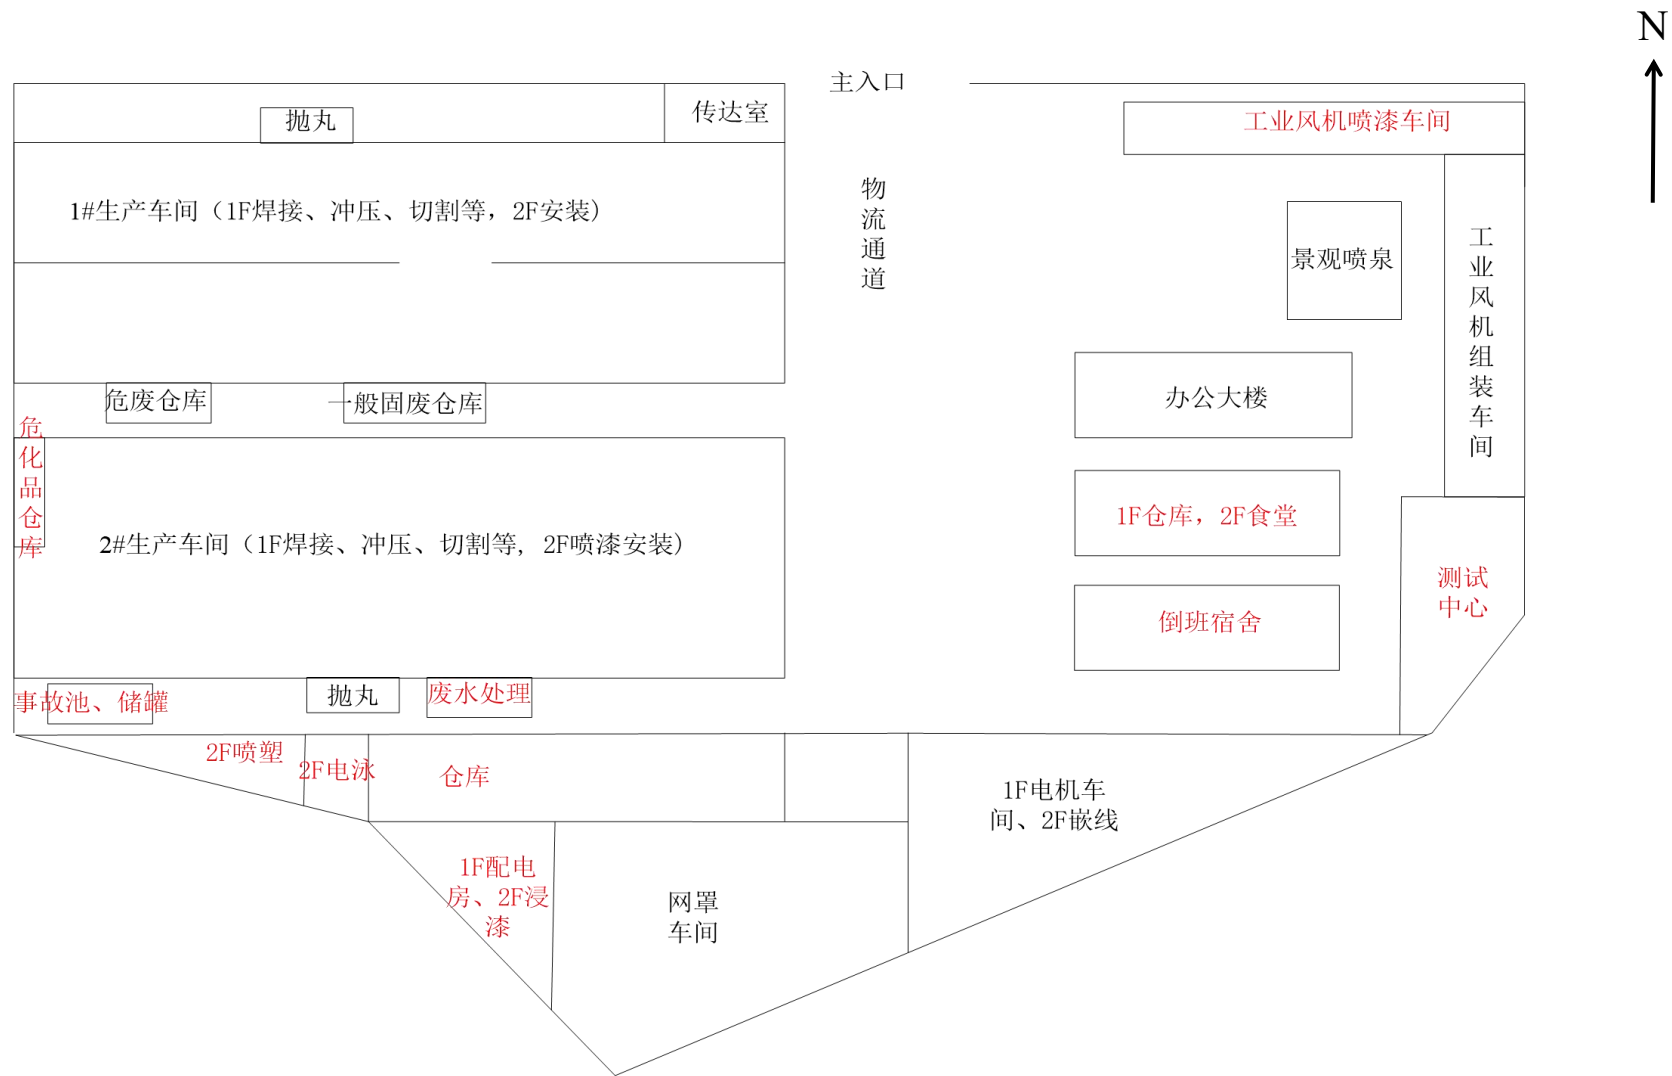 N
主入口
抛丸
传达室
工业风机喷漆车间
1#生产车间（1F焊接、冲压、切割等，2F安装)
物
流
通
道
景观喷泉
工
业
风
机
组
装
车
间
危废仓库
一般固废仓库
办公大楼
危
化
品
仓
库
1F仓库，2F食堂
2#生产车间（1F焊接、冲压、切割等, 2F喷漆安装)
测试
中心
倒班宿舍
事故池、储罐
抛丸
废水处理
2F喷塑
2F电泳
仓库
1F电机车
间、2F嵌线
1F配电
房、2F浸
漆
网罩
车间